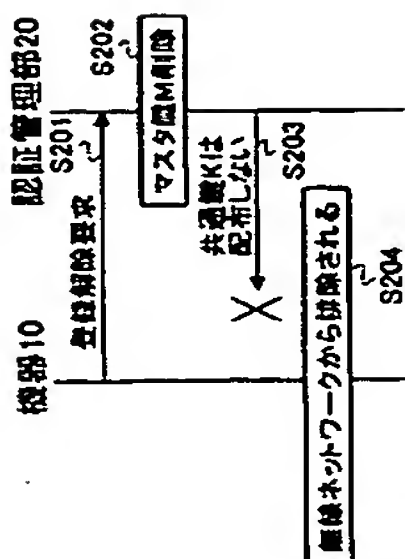 機器10
認証管理部20
登録解除要求
S201
マスタ鍵M削除
S202
共通鍵Kは
配布しない
S203
無線ネットワークから排除される
S204